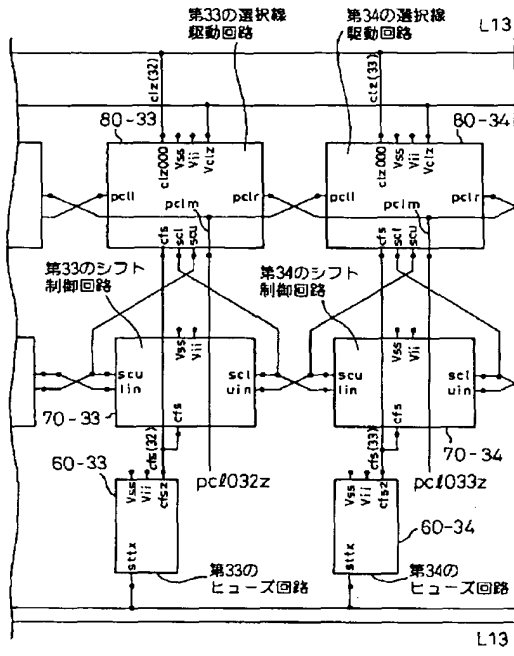 第33の選択線
駆動回路
第34の選択線
駆動回路
L13
clz(32)
clz(33)
80-33
80-34
clz000
Vss
Vii
Vclz
clz000
Vss
Vii
Vclz
pcll
pclr
pclm
pcll
pclr
pclm
cfs
scl
scu
cfs
scl
scu
第33のシフト
制御回路
第34のシフト
制御回路
Vss
Vii
Vss
Vii
scu
lin
scl
uin
scu
lin
scl
uin
cfs
cfs
70-33
70-34
cfs(32)
cfs(33)
60-33
pcl032z
pcl033z
Vss
Vii
cfsz
Vss
Vii
cfsz
60-34
sttx
sttx
第33の
ヒューズ回路
第34の
ヒューズ回路
L13